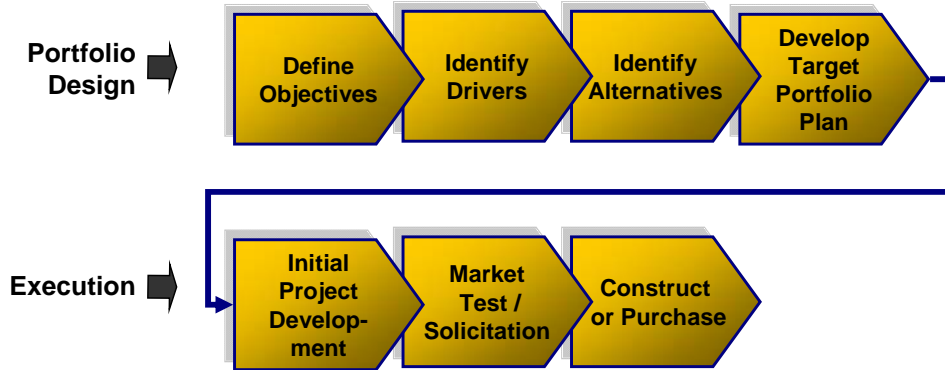 Portfolio
Design
Define
Objectives
Identify
Drivers
Identify
Alternatives
Develop
Target
Portfolio
Plan
Execution
Initial
Project
Develop-
ment
Market
Test /
Solicitation
Construct
or Purchase